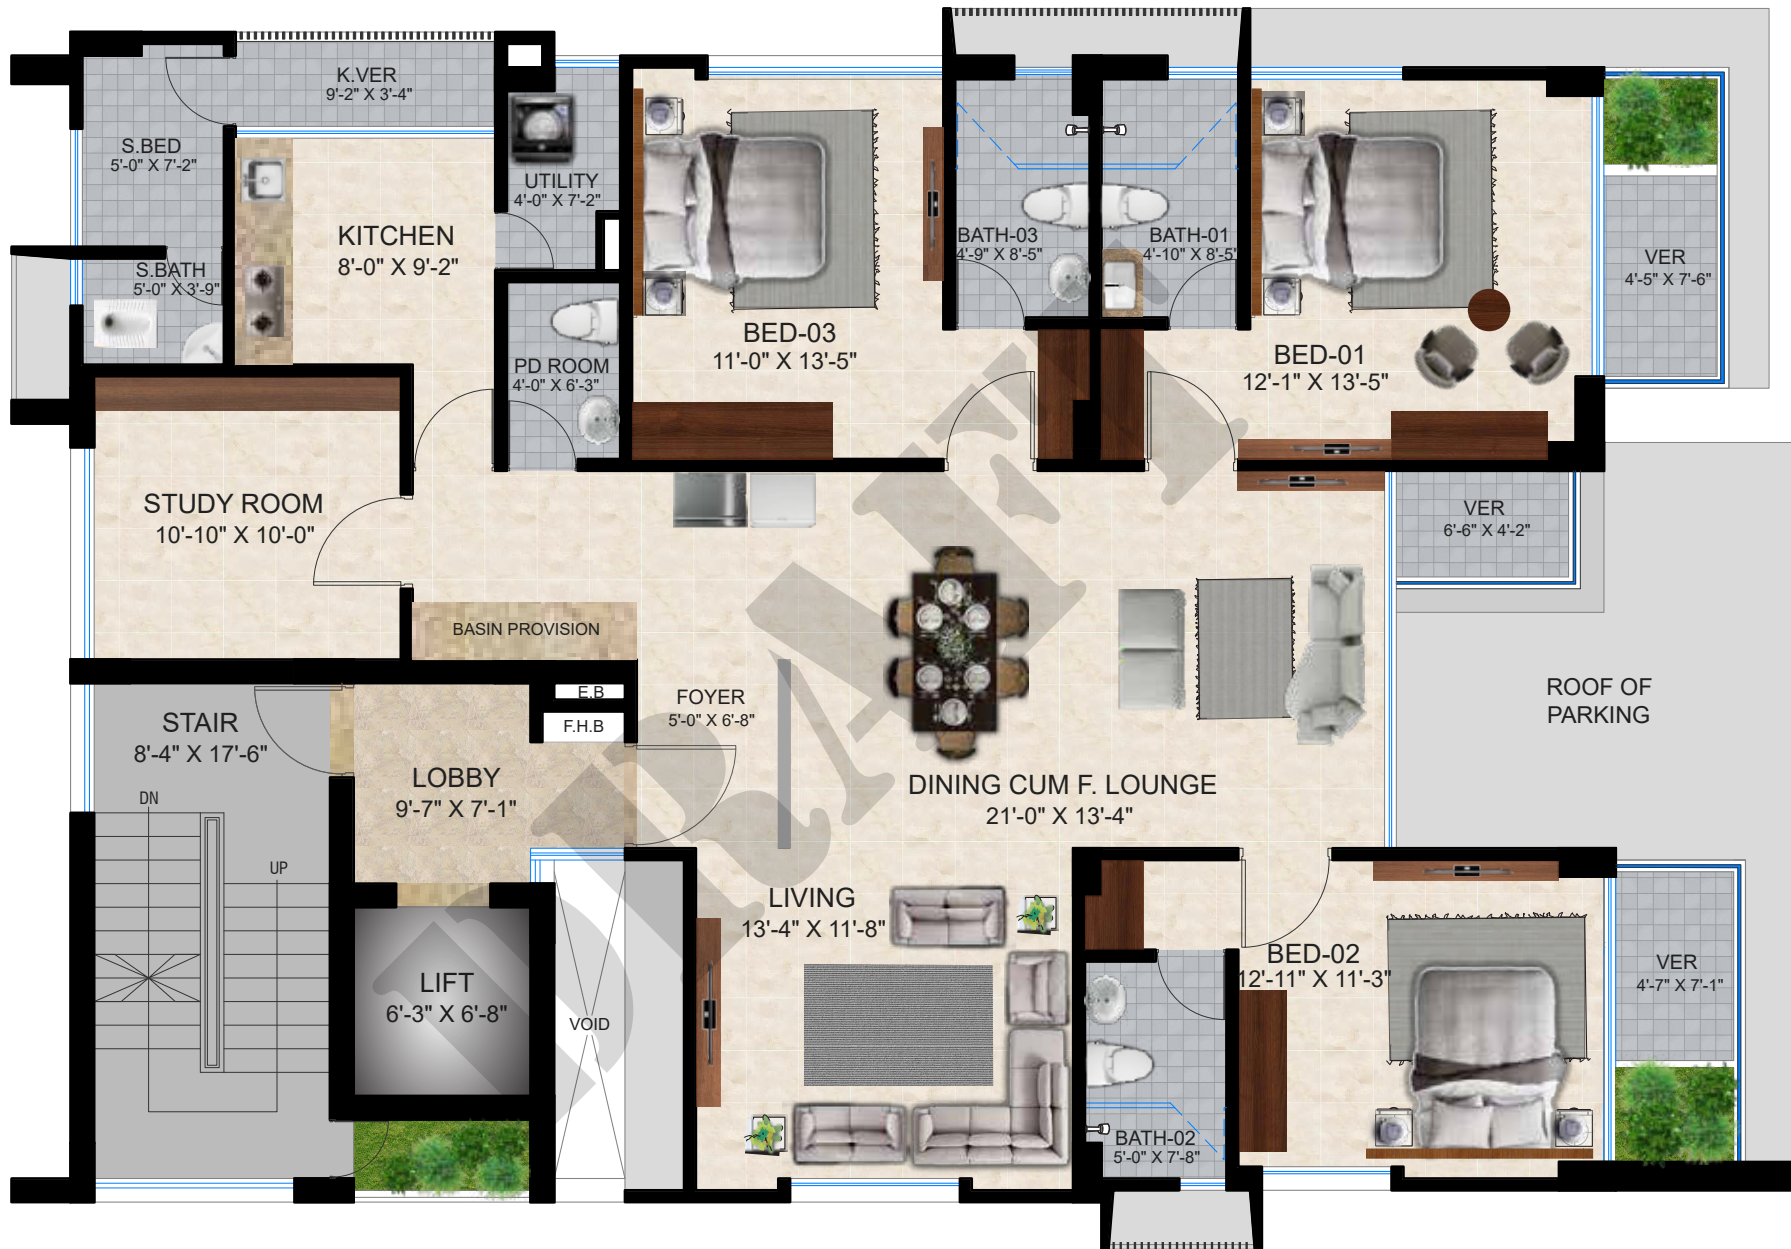 K.VER
9'-2" X 3'-4"
S.BED
5'-0" X 7'-2"
UTILITY
4'-0" X 7'-2"
KITCHEN
8'-0" X 9'-2"
S.BATH
5'-0" X 3'-9"
BATH-03
4'-9" X 8'-5"
BATH-01
4'-10" X 8'-5"
VER
4'-5" X 7'-6"
BED-03
11'-0" X 13'-5"
BED-01
12'-1" X 13'-5"
PD ROOM
4'-0" X 6'-3"
STUDY ROOM
10'-10" X 10'-0"
VER
6'-6" X 4'-2"
BASIN PROVISION
E.B
F.H.B
FOYER
5'-0" X 6'-8"
ROOF OF
PARKING
STAIR
8'-4" X 17'-6"
LOBBY
9'-7" X 7'-1"
DINING CUM F. LOUNGE
21'-0" X 13'-4"
DN
UP
LIVING
13'-4" X 11'-8"
BED-02
12'-11" X 11'-3"
VER
4'-7" X 7'-1"
LIFT
6'-3" X 6'-8"
VOID
BATH-02
5'-0" X 7'-8"
DRAFT